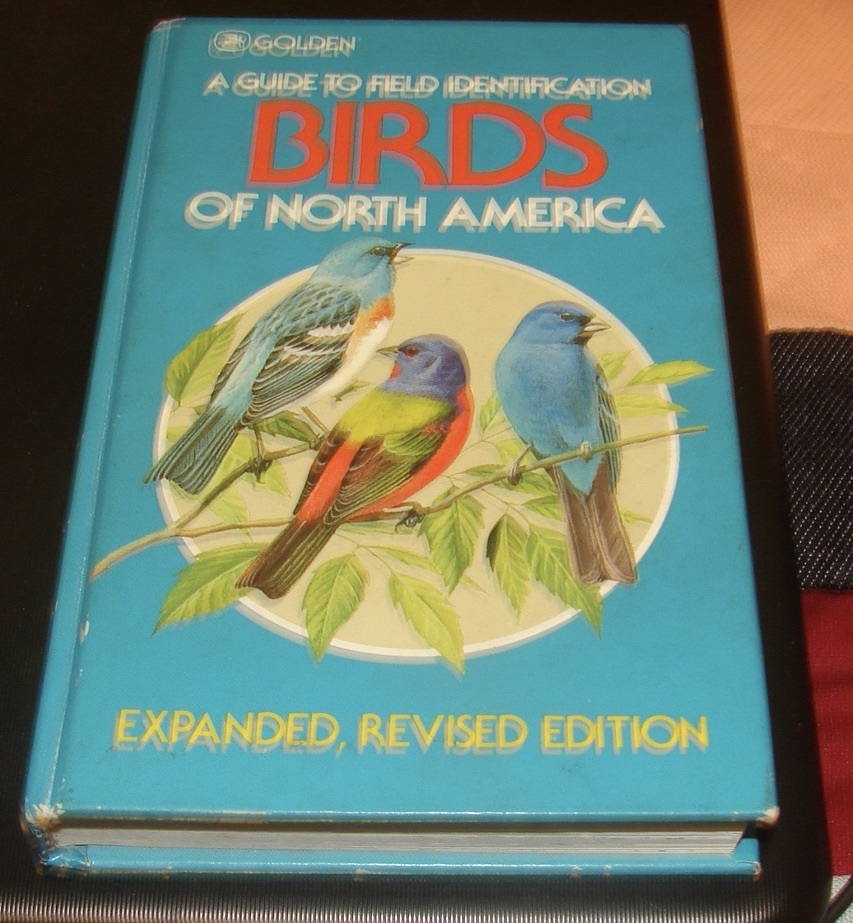 GOLDEN
A GUIDE TO FIELD IDENTIFICATION
BIRDS
OF NORTH AMERICA
EXPANDED, REVISED EDITION